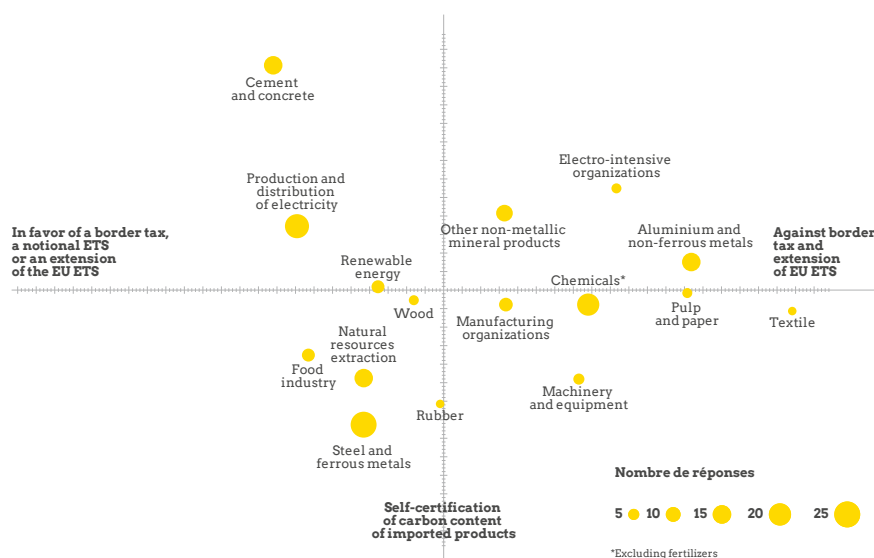 Cement
and concrete
Electro-intensive
organizations
Production and
distribution
of electricity
In favor of a border tax,
a notional ETS
or an extension
of the EU ETS
Other non-metallic
mineral products
Aluminium and
non-ferrous metals
Against border
tax and
extension
of EU ETS
Renewable
energy
Chemicals*
Wood
Manufacturing
organizations
Pulp
and paper
Textile
Natural
resources
extraction
Food
industry
Machinery
and equipment
Rubber
Steel and
ferrous metals
Self-certification
of carbon content
of imported products
Nombre de réponses
5 10 15 20 25
*Excluding fertilizers